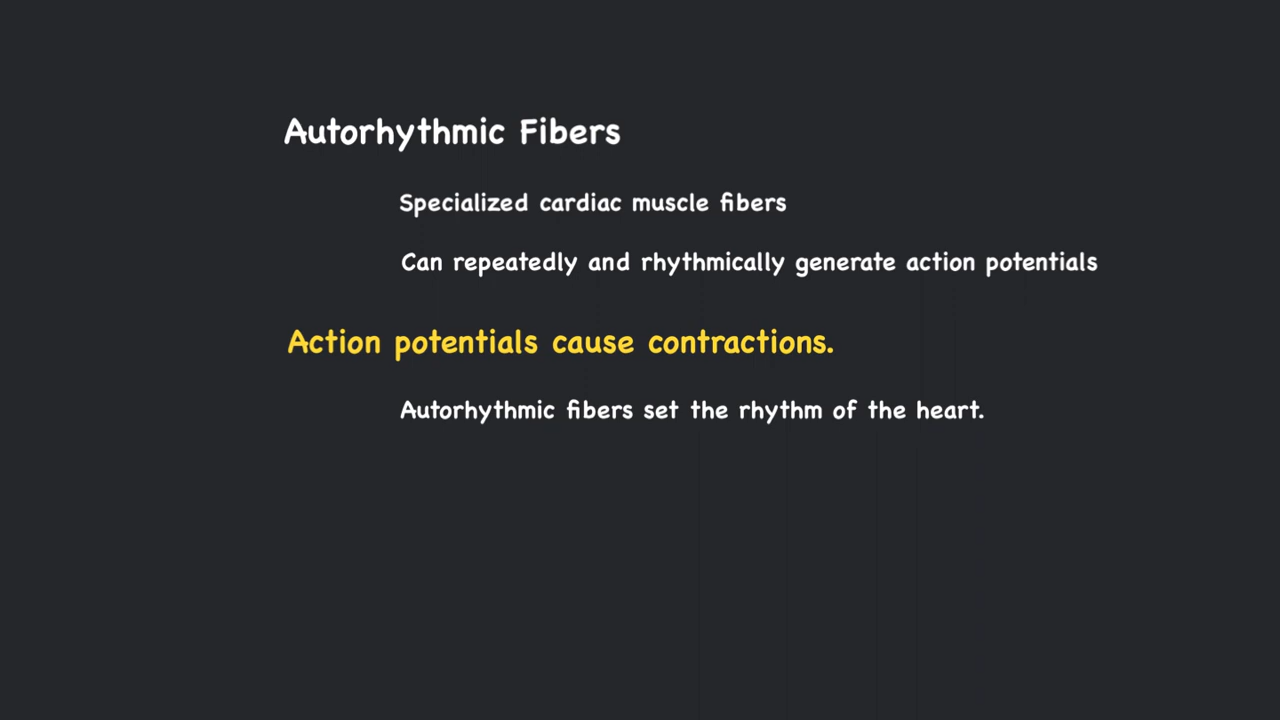 Autorhythmic Fibers
Specialized cardiac muscle fibers
Can repeatedly and rhythmically generate action potentials
Action potentials cause contractions.
Autorhythmic fibers set the rhythm of the heart.